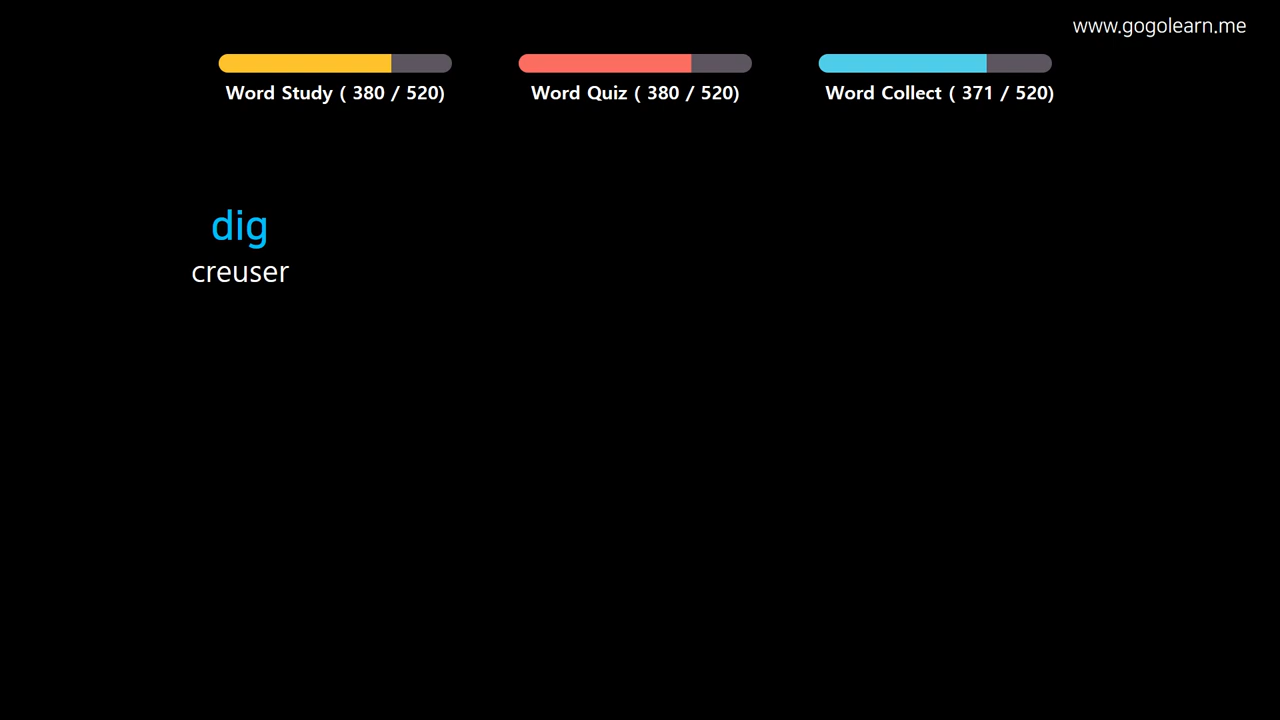 www.gogolearn.me
Word Study ( 380 / 520)
Word Quiz ( 380 / 520)
Word Collect ( 371 / 520)
dig
creuser